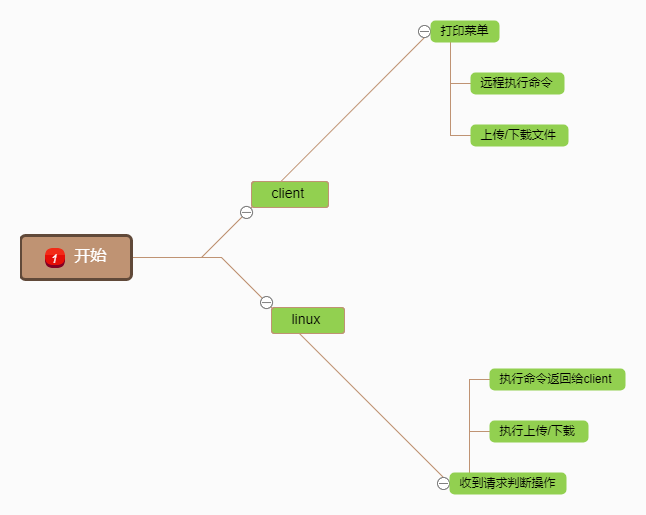 打印菜单
远程执行命令
上传/下载文件
client
1 开始
linux
执行命令返回给client
执行上传/下载
收到请求判断操作